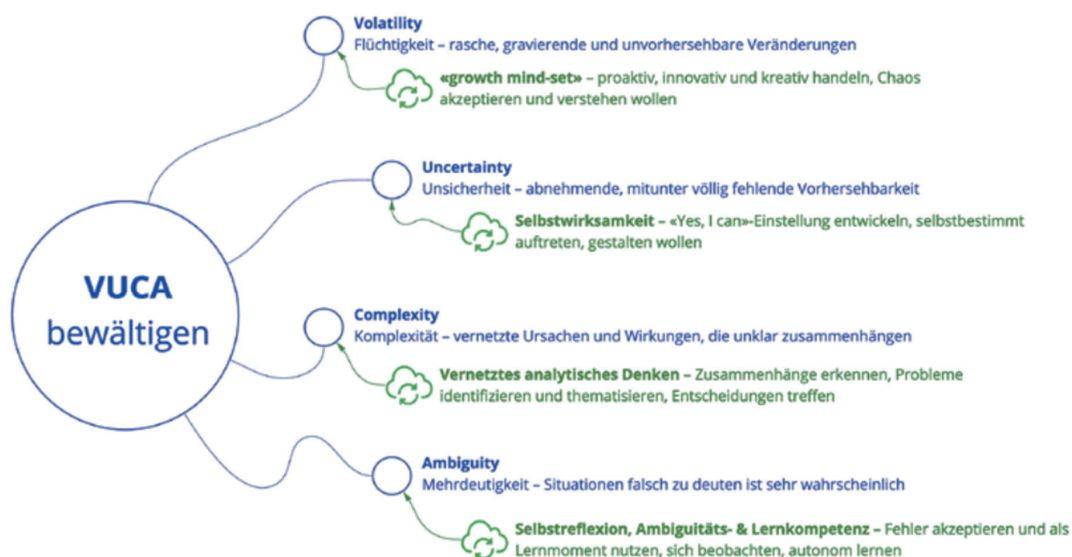 Volatility
Flüchtigkeit – rasche, gravierende und unvorhersehbare Veränderungen
«growth mind-set» – proaktiv, innovativ und kreativ handeln, Chaos
akzeptieren und verstehen wollen
Uncertainty
Unsicherheit – abnehmende, mitunter völlig fehlende Vorhersehbarkeit
Selbstwirksamkeit – «Yes, I can»-Einstellung entwickeln, selbstbestimmt
auftreten, gestalten wollen
VUCA
bewältigen
Complexity
Komplexität – vernetzte Ursachen und Wirkungen, die unklar zusammenhängen
Vernetztes analytisches Denken – Zusammenhänge erkennen, Probleme
identifizieren und thematisieren, Entscheidungen treffen
Ambiguity
Mehrdeutigkeit – Situationen falsch zu deuten ist sehr wahrscheinlich
Selbstreflexion, Ambiguitäts- & Lernkompetenz – Fehler akzeptieren und als
Lernmoment nutzen, sich beobachten, autonom lernen